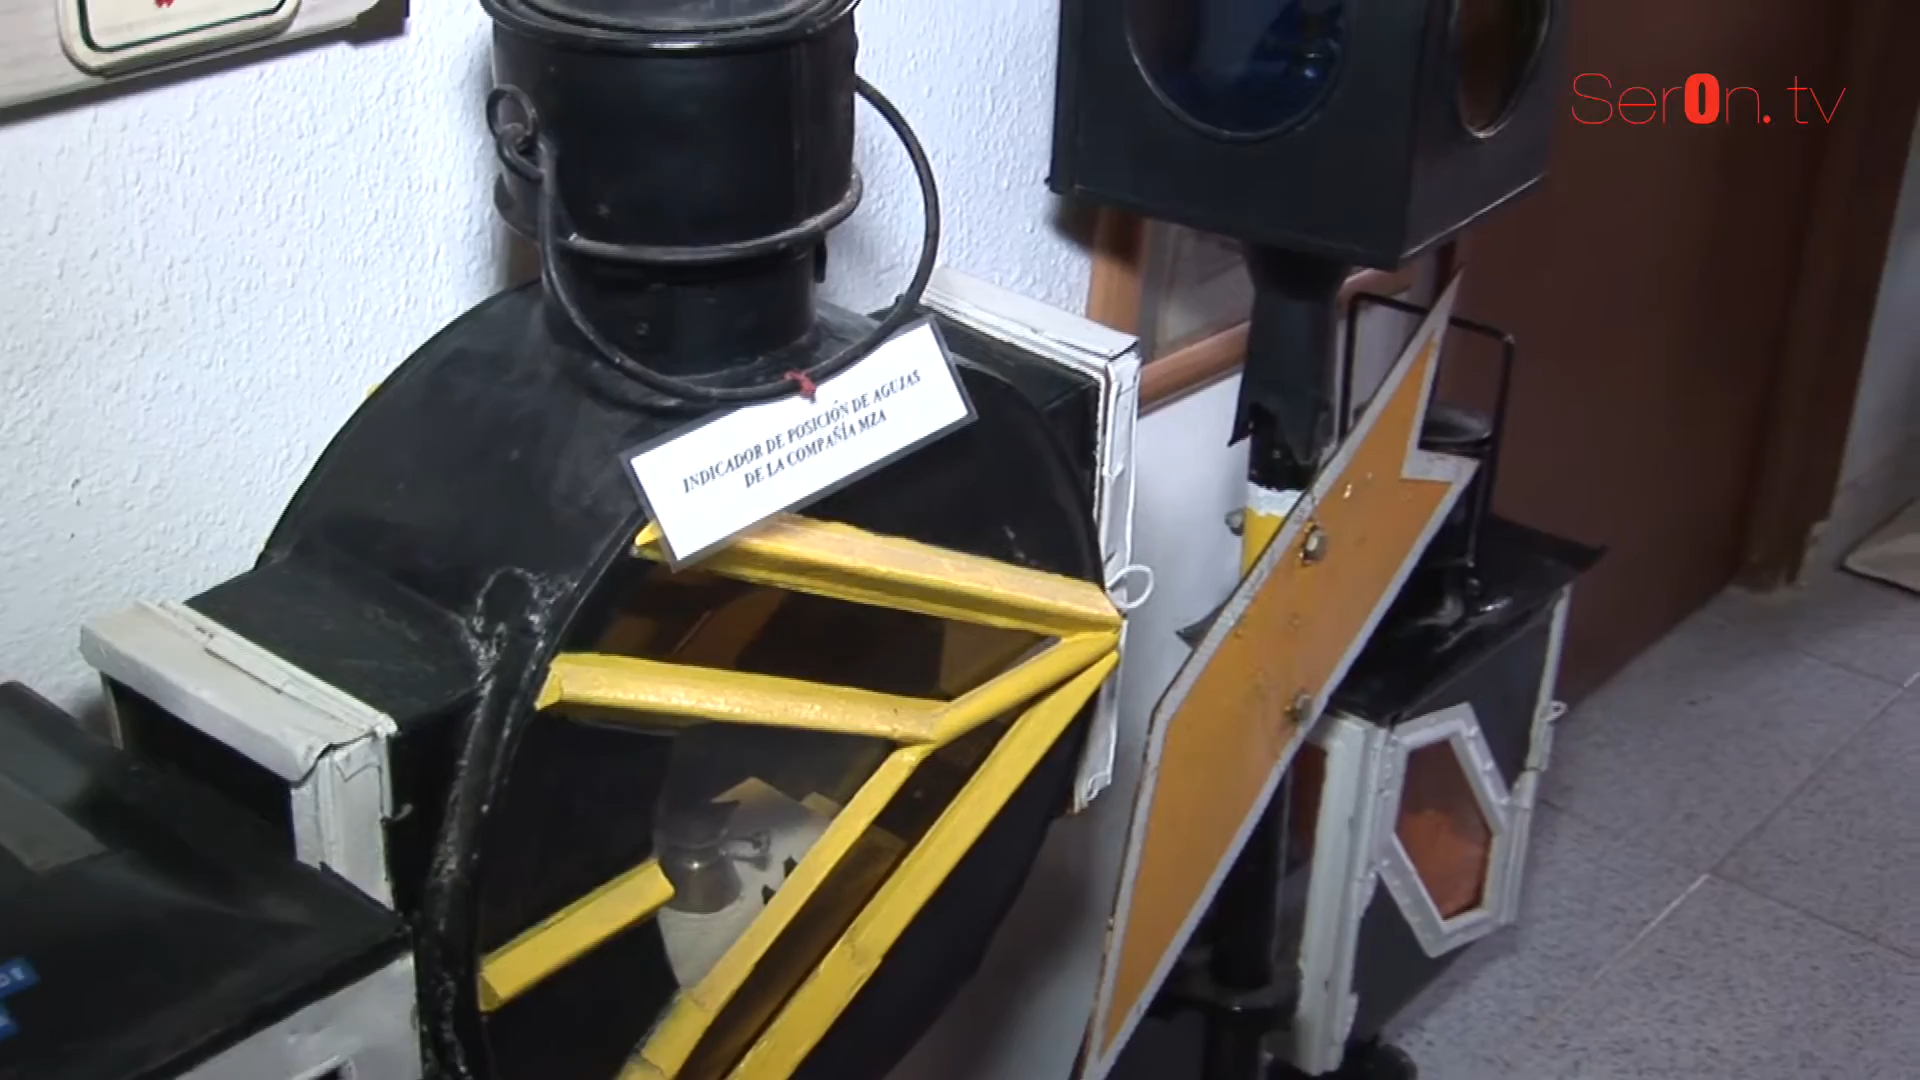 SerOn.tv
INDICADOR DE POSICIÓN DE AGUJAS
DE LA COMPAÑÍA MZA